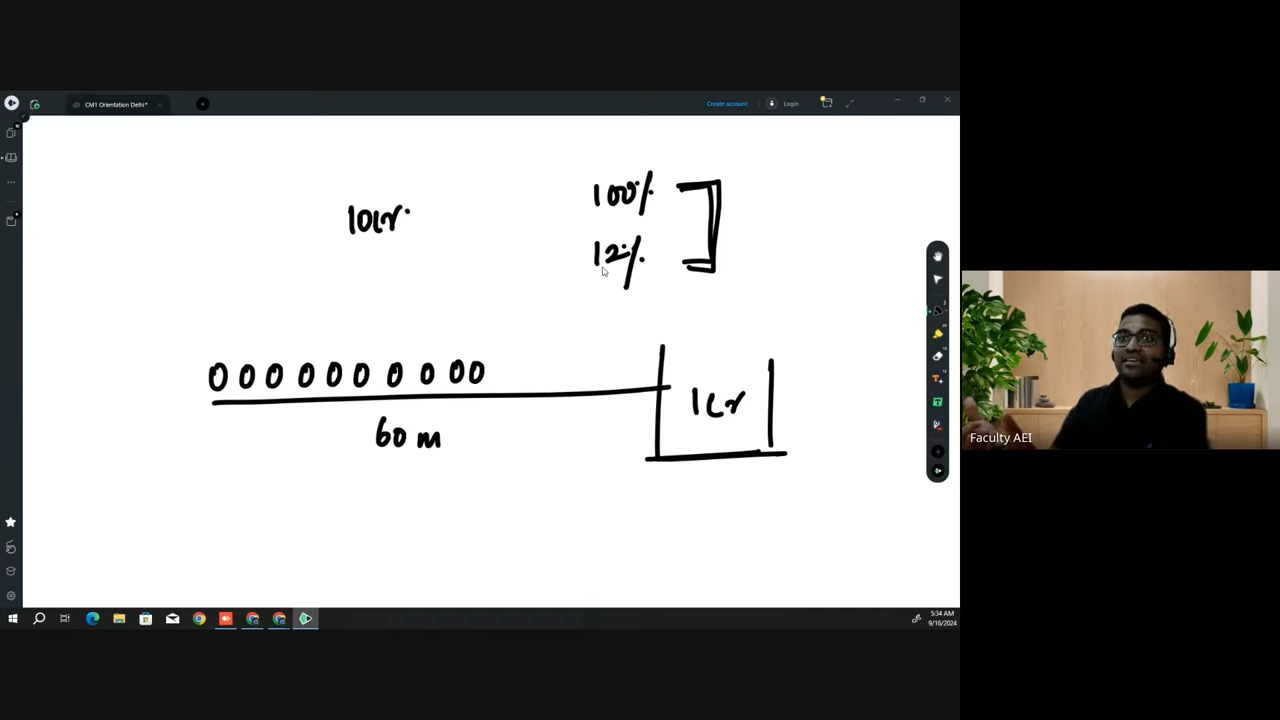 CM1 Orientation Delhi*
Create account
Login
100%
10Cr
12%
0 0 0 0 0 0 0 0 0 0
1Cr
60 m
Faculty AEI
5:34 AM
9/16/2024